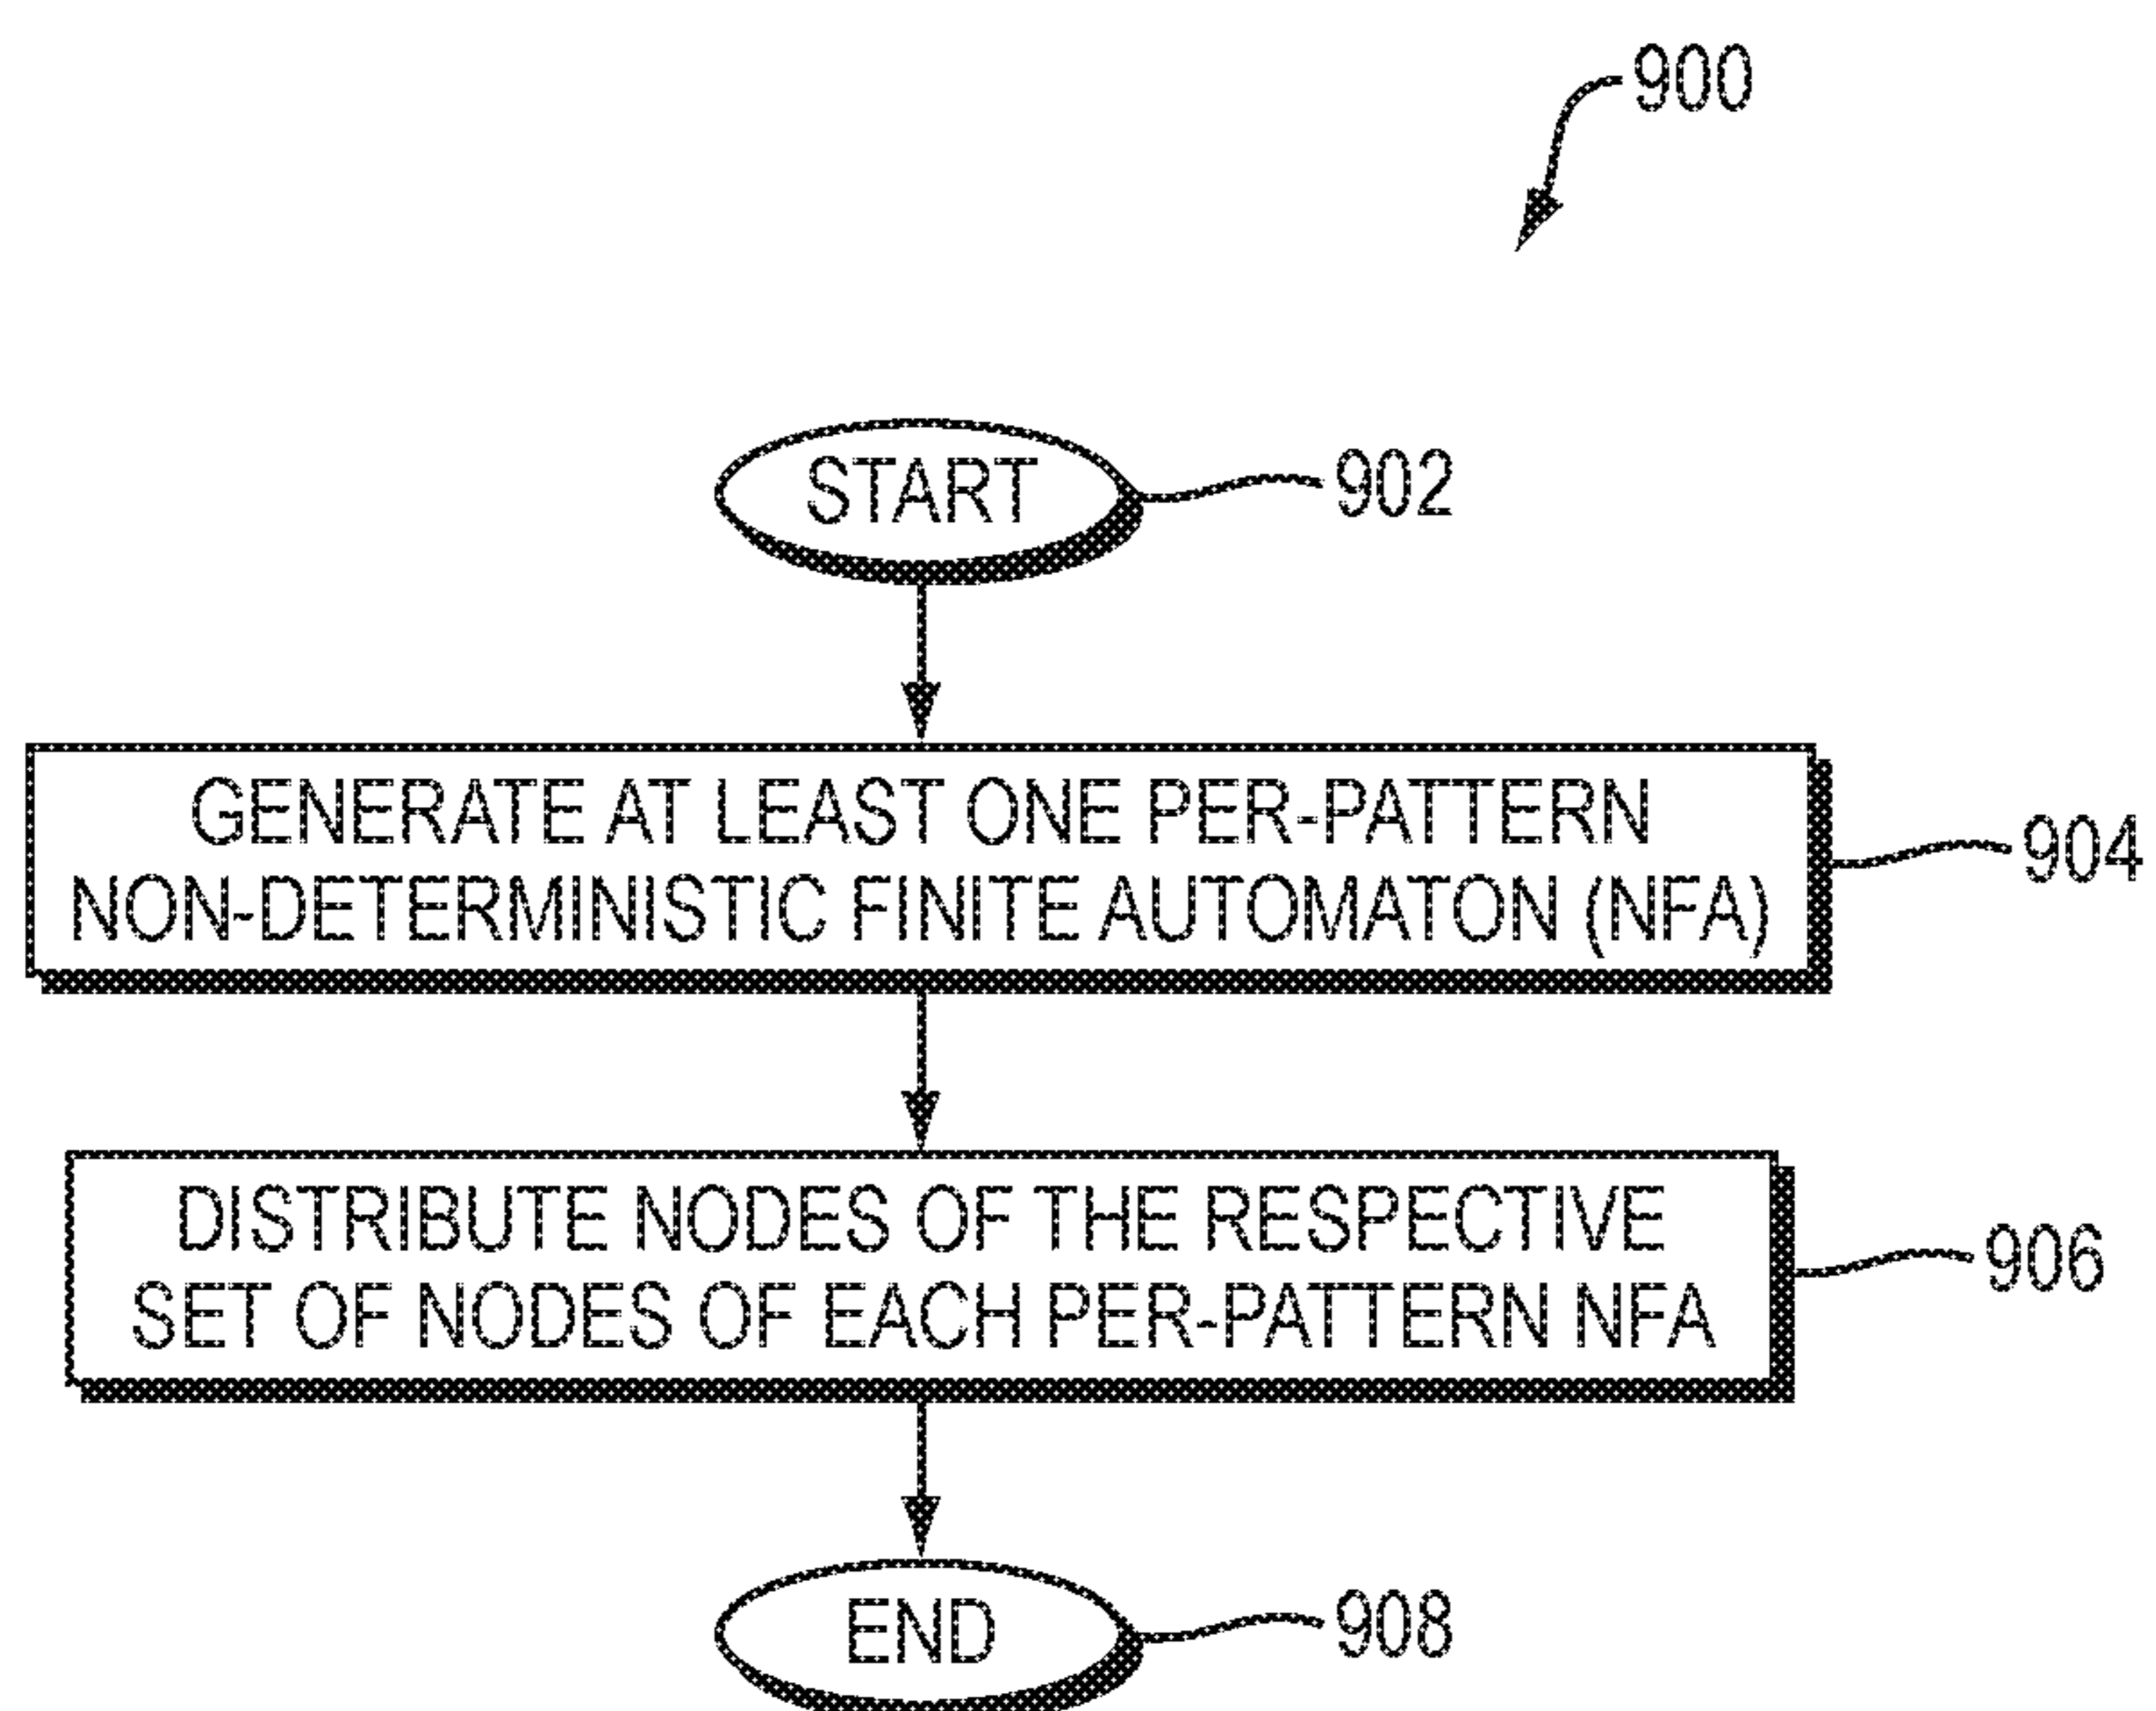 900
START
902
GENERATE AT LEAST ONE PER-PATTERN
NON-DETERMINISTIC FINITE AUTOMATON (NFA)
904
DISTRIBUTE NODES OF THE RESPECTIVE
SET OF NODES OF EACH PER-PATTERN NFA
906
END
908